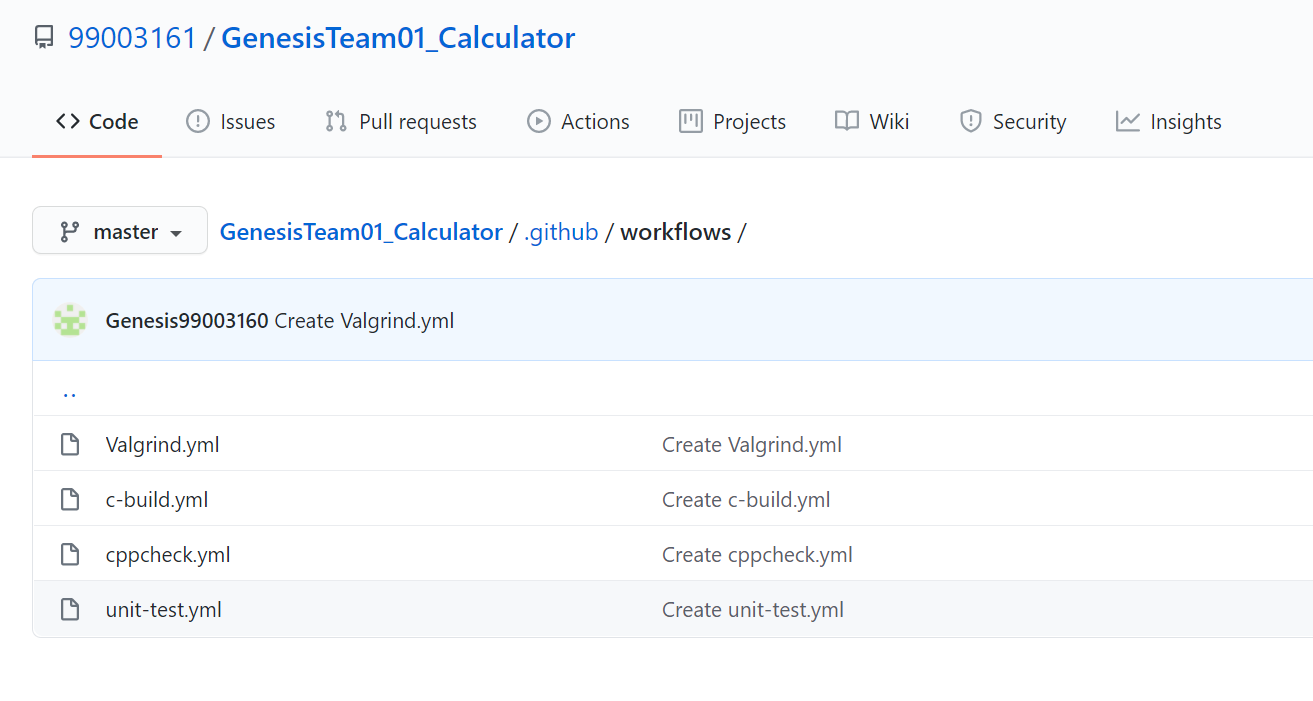 99003161 / GenesisTeam01_Calculator
Code Issues Pull requests Actions Projects Wiki Security Insights
master GenesisTeam01_Calculator / .github / workflows /
Genesis99003160 Create Valgrind.yml
..
Valgrind.yml Create Valgrind.yml
c-build.yml Create c-build.yml
cppcheck.yml Create cppcheck.yml
unit-test.yml Create unit-test.yml